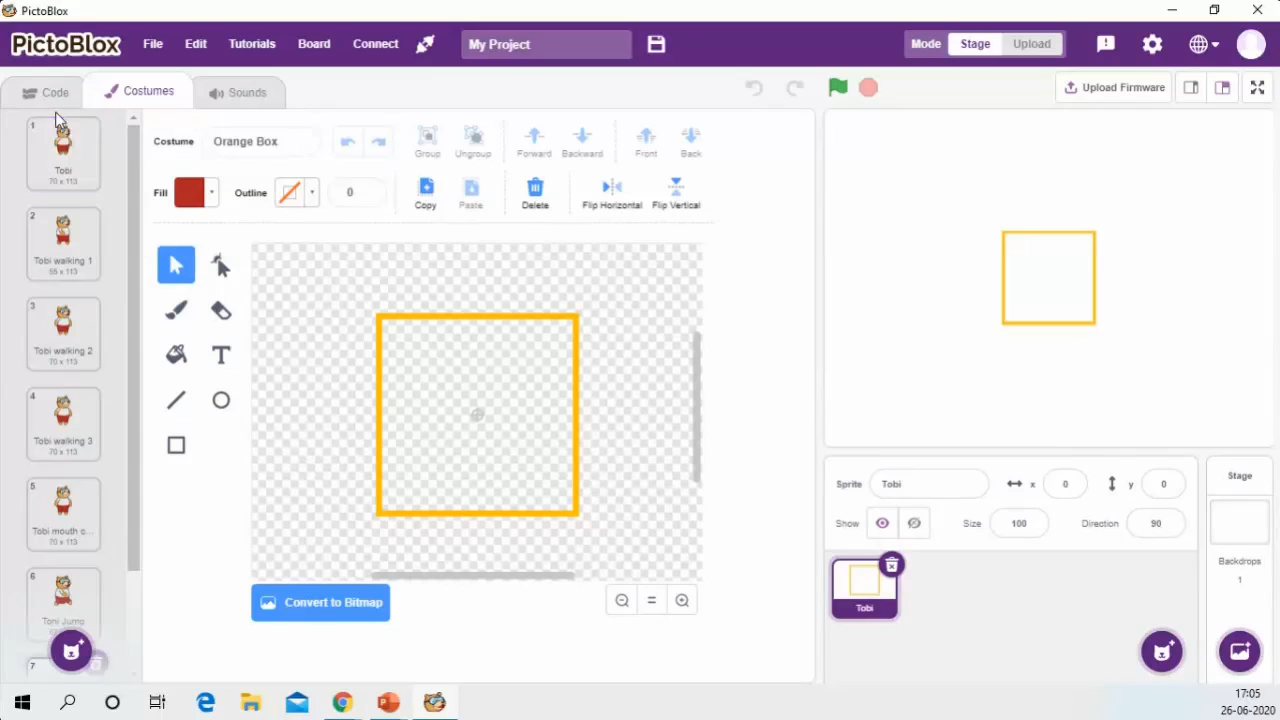 PictoBlox
PictoBlox File Edit Tutorials Board Connect My Project Mode Stage Upload
Code Costumes Sounds Upload Firmware
1
Tobi
70 x 113
2
Tobi walking 1
3
Tobi walking 2
70 x 113
4
Tobi walking 3
70 x 113
5
Tobi mouth c...
70 x 113
6
7
Costume Orange Box Group Ungroup Forward Backward Front Back
Fill Outline 0 Copy Paste Delete Flip Horizontal Flip Vertical
T
Convert to Bitmap
Sprite Tobi x 0 y 0
Show Size 100 Direction 90
Tobi
Stage
Backdrops
1
17:05
26-06-2020